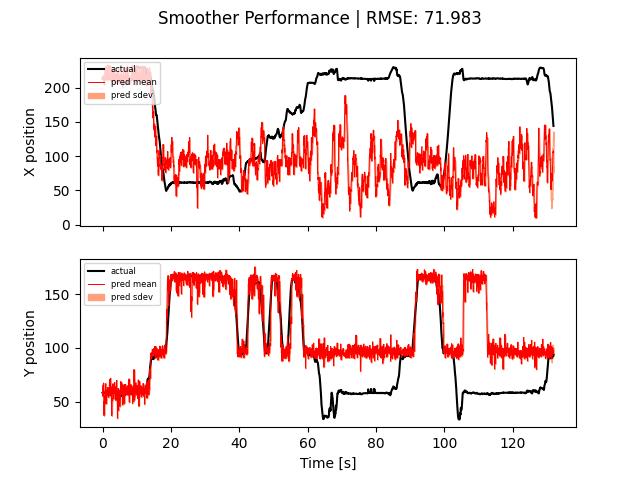 Smoother Performance | RMSE: 71.983
X position
200
150
100
50
0
actual
pred mean
pred sdev
Y position
150
100
50
actual
pred mean
pred sdev
0
20
40
60
80
100
120
Time [s]